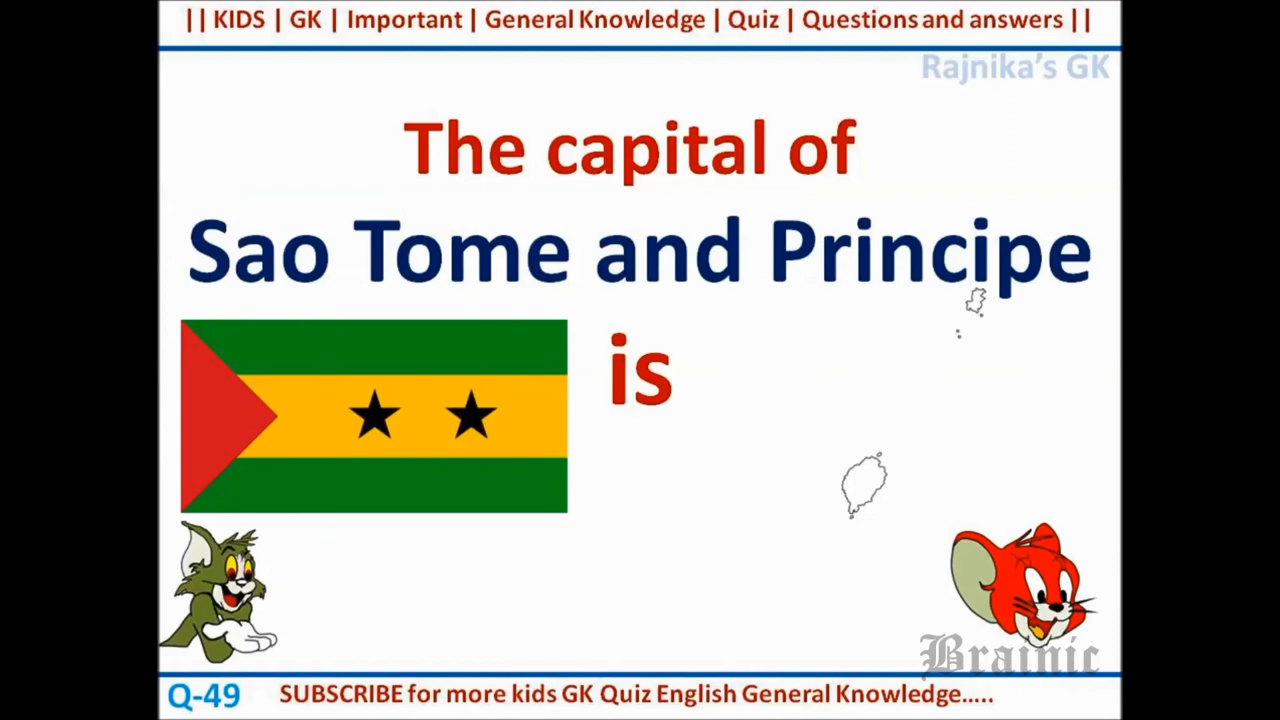 || KIDS | GK | Important | General Knowledge | Quiz | Questions and answers ||
Rajnika's GK
The capital of
Sao Tome and Principe
is
Brainic
Q-49 SUBSCRIBE for more kids GK Quiz English General Knowledge.....